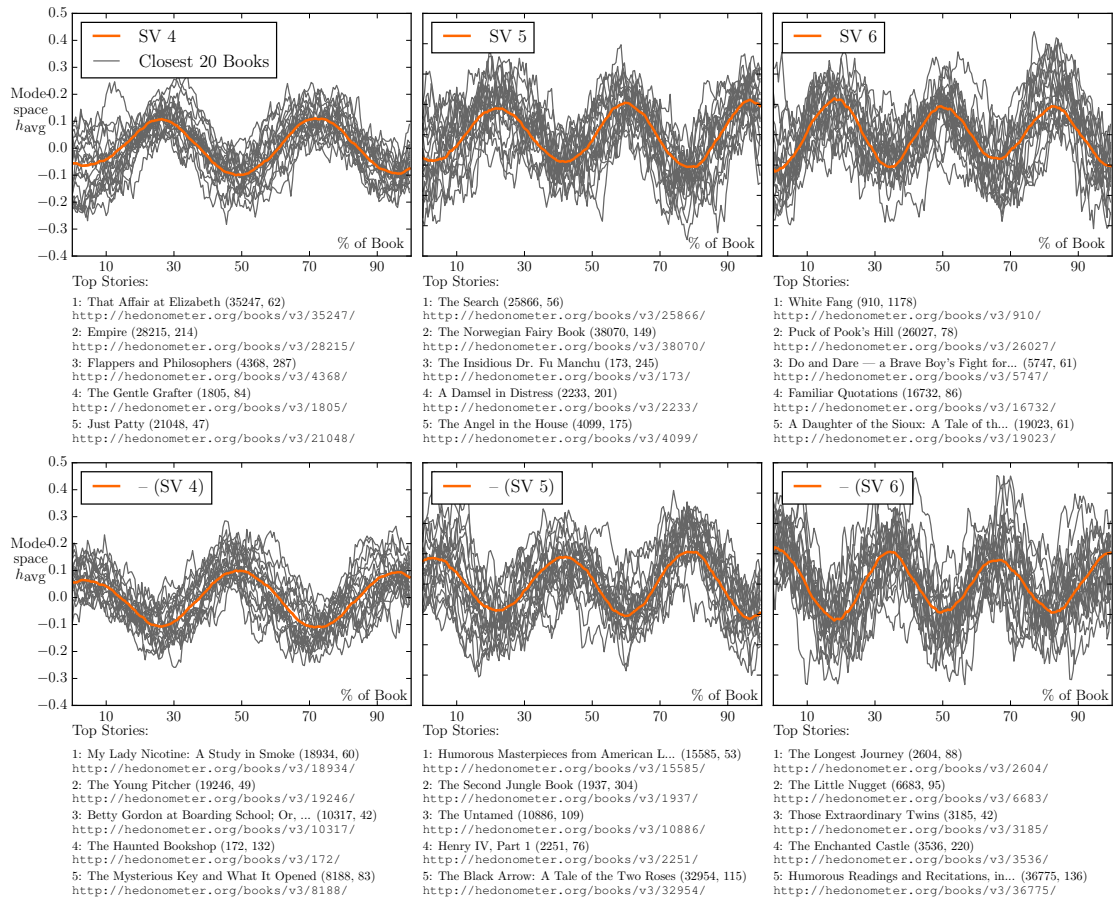 0.5
0.4
0.3
0.2
0.1
0.0
−0.1
−0.2
−0.3
−0.4
Mode
space
havg
SV 4
Closest 20 Books
% of Book
10 30 50 70 90
SV 5
% of Book
10 30 50 70 90
SV 6
% of Book
10 30 50 70 90
Top Stories:
1: That Affair at Elizabeth (35247, 62)
http://hedonometer.org/books/v3/35247/
2: Empire (28215, 214)
http://hedonometer.org/books/v3/28215/
3: Flappers and Philosophers (4368, 287)
http://hedonometer.org/books/v3/4368/
4: The Gentle Grafter (1805, 84)
http://hedonometer.org/books/v3/1805/
5: Just Patty (21048, 47)
http://hedonometer.org/books/v3/21048/
Top Stories:
1: The Search (25866, 56)
http://hedonometer.org/books/v3/25866/
2: The Norwegian Fairy Book (38070, 149)
http://hedonometer.org/books/v3/38070/
3: The Insidious Dr. Fu Manchu (173, 245)
http://hedonometer.org/books/v3/173/
4: A Damsel in Distress (2233, 201)
http://hedonometer.org/books/v3/2233/
5: The Angel in the House (4099, 175)
http://hedonometer.org/books/v3/4099/
Top Stories:
1: White Fang (910, 1178)
http://hedonometer.org/books/v3/910/
2: Puck of Pook's Hill (26027, 78)
http://hedonometer.org/books/v3/26027/
3: Do and Dare — a Brave Boy's Fight for... (5747, 61)
http://hedonometer.org/books/v3/5747/
4: Familiar Quotations (16732, 86)
http://hedonometer.org/books/v3/16732/
5: A Daughter of the Sioux: A Tale of th... (19023, 61)
http://hedonometer.org/books/v3/19023/
0.5
0.4
0.3
0.2
0.1
0.0
−0.1
−0.2
−0.3
−0.4
Mode
space
havg
– (SV 4)
% of Book
10 30 50 70 90
– (SV 5)
% of Book
10 30 50 70 90
– (SV 6)
% of Book
10 30 50 70 90
Top Stories:
1: My Lady Nicotine: A Study in Smoke (18934, 60)
http://hedonometer.org/books/v3/18934/
2: The Young Pitcher (19246, 49)
http://hedonometer.org/books/v3/19246/
3: Betty Gordon at Boarding School; Or, ... (10317, 42)
http://hedonometer.org/books/v3/10317/
4: The Haunted Bookshop (172, 132)
http://hedonometer.org/books/v3/172/
5: The Mysterious Key and What It Opened (8188, 83)
http://hedonometer.org/books/v3/8188/
Top Stories:
1: Humorous Masterpieces from American L... (15585, 53)
http://hedonometer.org/books/v3/15585/
2: The Second Jungle Book (1937, 304)
http://hedonometer.org/books/v3/1937/
3: The Untamed (10886, 109)
http://hedonometer.org/books/v3/10886/
4: Henry IV, Part 1 (2251, 76)
http://hedonometer.org/books/v3/2251/
5: The Black Arrow: A Tale of the Two Roses (32954, 115)
http://hedonometer.org/books/v3/32954/
Top Stories:
1: The Longest Journey (2604, 88)
http://hedonometer.org/books/v3/2604/
2: The Little Nugget (6683, 95)
http://hedonometer.org/books/v3/6683/
3: Those Extraordinary Twins (3185, 42)
http://hedonometer.org/books/v3/3185/
4: The Enchanted Castle (3536, 220)
http://hedonometer.org/books/v3/3536/
5: Humorous Readings and Recitations, in... (36775, 136)
http://hedonometer.org/books/v3/36775/